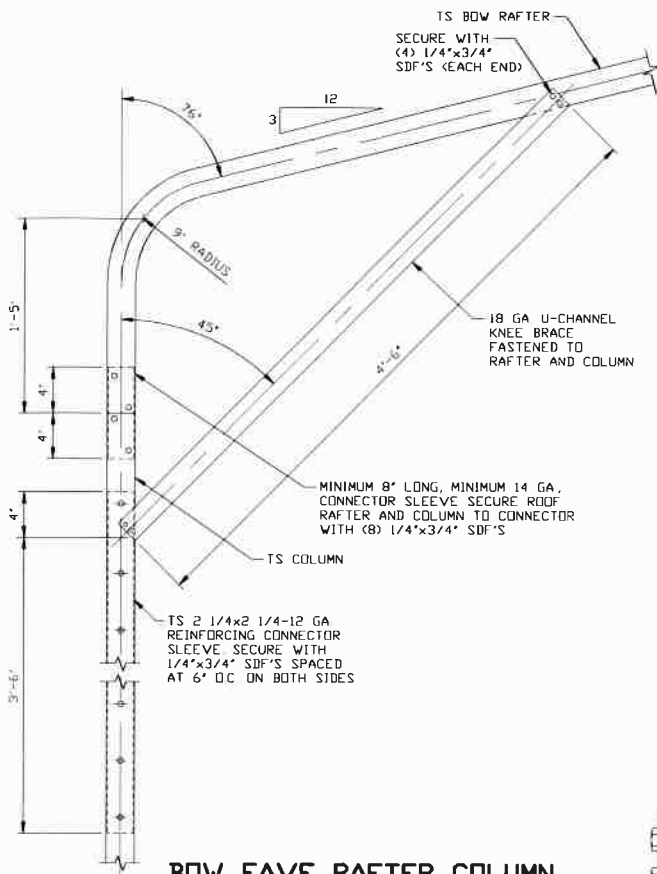 TS BOW RAFTER
SECURE WITH
(4) 1/4"x3/4"
SDF'S (EACH END)
12
3
76°
9" RADIUS
1'-5"
45°
18 GA U-CHANNEL
KNEE BRACE
FASTENED TO
RAFTER AND COLUMN
4'-6"
4"
4"
MINIMUM 8" LONG, MINIMUM 14 GA,
CONNECTOR SLEEVE SECURE ROOF
RAFTER AND COLUMN TO CONNECTOR
WITH (8) 1/4"x3/4" SDF'S
4"
TS COLUMN
TS 2 1/4x2 1/4-12 GA
REINFORCING CONNECTOR
SLEEVE SECURE WITH
1/4"x3/4" SDF'S SPACED
AT 6" O.C ON BOTH SIDES
3'-6"
BOW EAVE RAFTER COLUMN